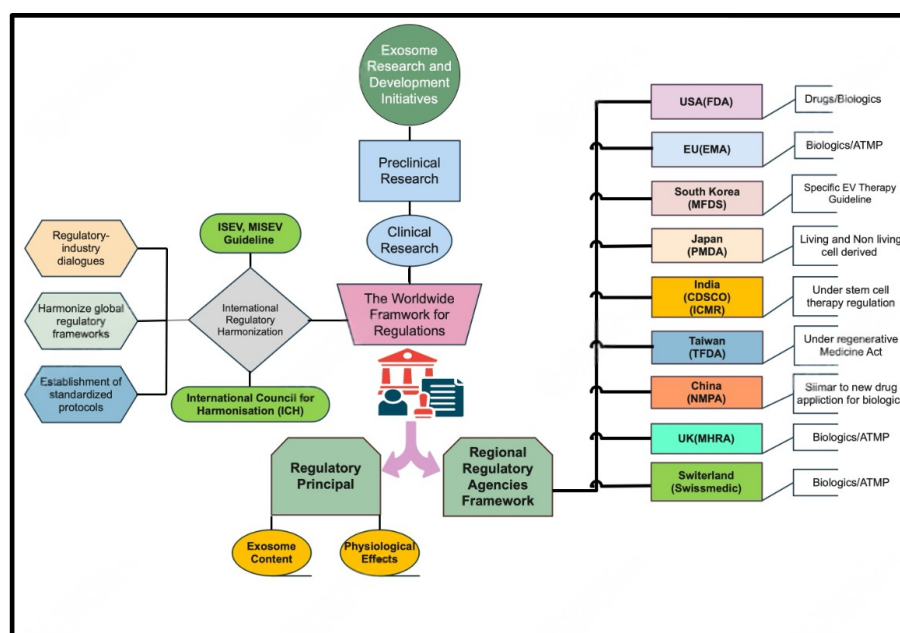 Exosome
Research and
Development
Initiatives
Preclinical
Research
Clinical
Research
The Worldwide
Framwork for
Regulations
ISEV, MISEV
Guideline
International
Regulatory
Harmonization
International Council for
Harmonisation (ICH)
Regulatory-
industry
dialogues
Harmonize global
regulatory
frameworks
Establishment of
standardized
protocols
Regulatory
Principal
Exosome
Content
Physiological
Effects
Regional
Regulatory
Agencies
Framework
USA(FDA)
Drugs/Biologics
EU(EMA)
Biologics/ATMP
South Korea
(MFDS)
Specific EV Therapy
Guideline
Japan
(PMDA)
Living and Non living
cell derived
India
(CDSCO)
(ICMR)
Under stem cell
therapy regulation
Taiwan
(TFDA)
Under regenerative
Medicine Act
China
(NMPA)
Siimar to new drug
appliction for biologic
UK(MHRA)
Biologics/ATMP
Switerland
(Swissmedic)
Biologics/ATMP